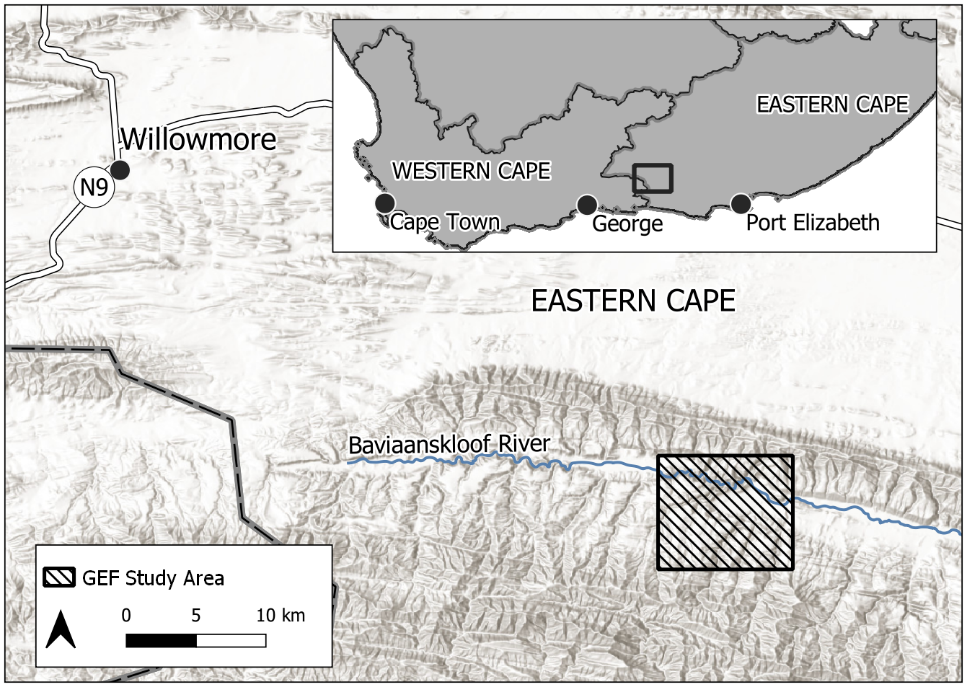 Willowmore
N9
EASTERN CAPE
WESTERN CAPE
Cape Town
George
Port Elizabeth
EASTERN CAPE
Baviaanskloof River
GEF Study Area
0 5 10 km